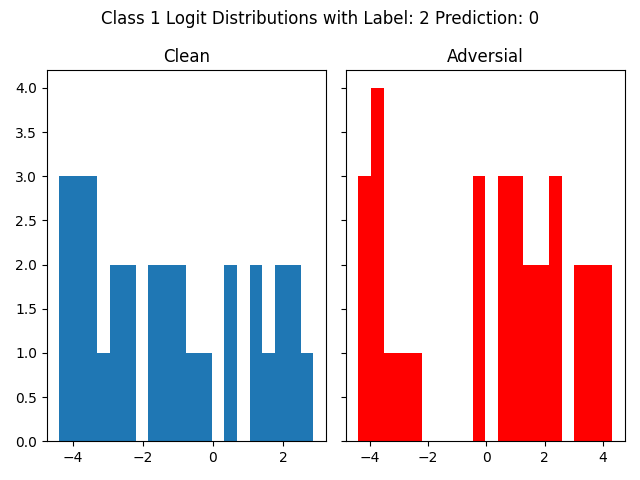 Class 1 Logit Distributions with Label: 2 Prediction: 0
Clean
Adversial
4.0
3.5
3.0
2.5
2.0
1.5
1.0
0.5
0.0
−4 −2 0 2
−4 −2 0 2 4